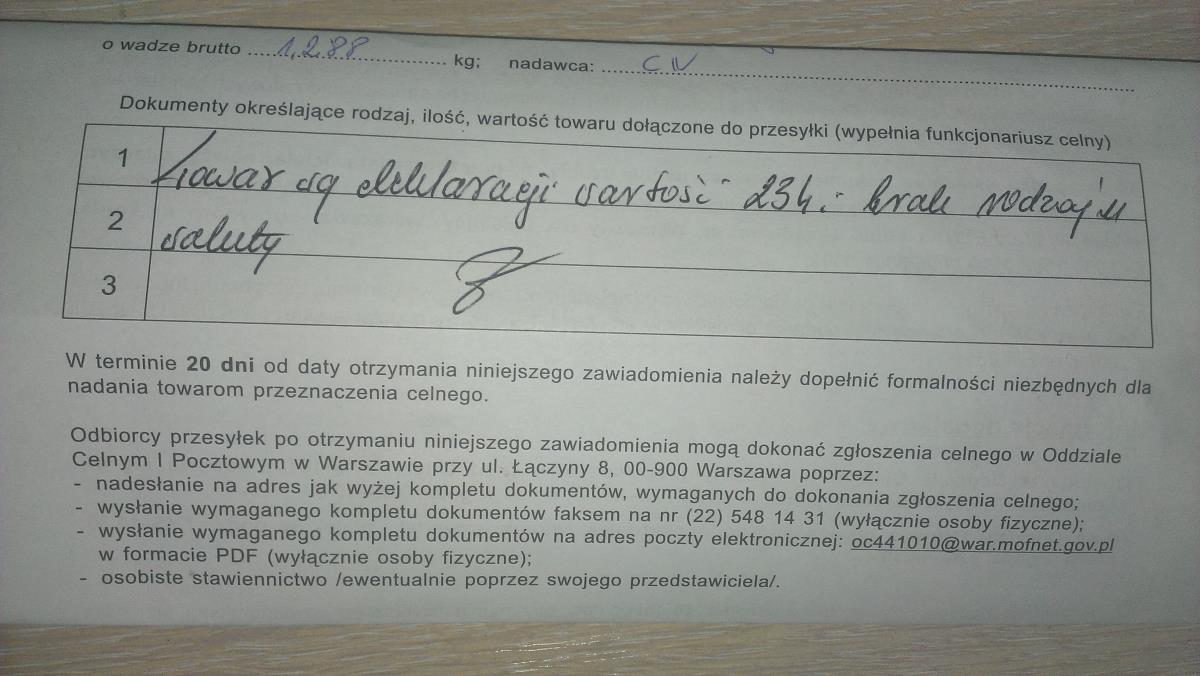 o wadze brutto ....1,288.................. kg; nadawca: ......CN..............................
Dokumenty określające rodzaj, ilość, wartość towaru dołączone do przesyłki (wypełnia funkcjonariusz celny)
1 towar wg deklaracji wartość 234.- brak rodzaju
2 waluty
3
W terminie 20 dni od daty otrzymania niniejszego zawiadomienia należy dopełnić formalności niezbędnych dla
nadania towarom przeznaczenia celnego.
Odbiorcy przesyłek po otrzymaniu niniejszego zawiadomienia mogą dokonać zgłoszenia celnego w Oddziale
Celnym I Pocztowym w Warszawie przy ul. Łączyny 8, 00-900 Warszawa poprzez:
- nadesłanie na adres jak wyżej kompletu dokumentów, wymaganych do dokonania zgłoszenia celnego;
- wysłanie wymaganego kompletu dokumentów faksem na nr (22) 548 14 31 (wyłącznie osoby fizyczne);
- wysłanie wymaganego kompletu dokumentów na adres poczty elektronicznej: oc441010@war.mofnet.gov.pl
w formacie PDF (wyłącznie osoby fizyczne);
- osobiste stawiennictwo /ewentualnie poprzez swojego przedstawiciela/.